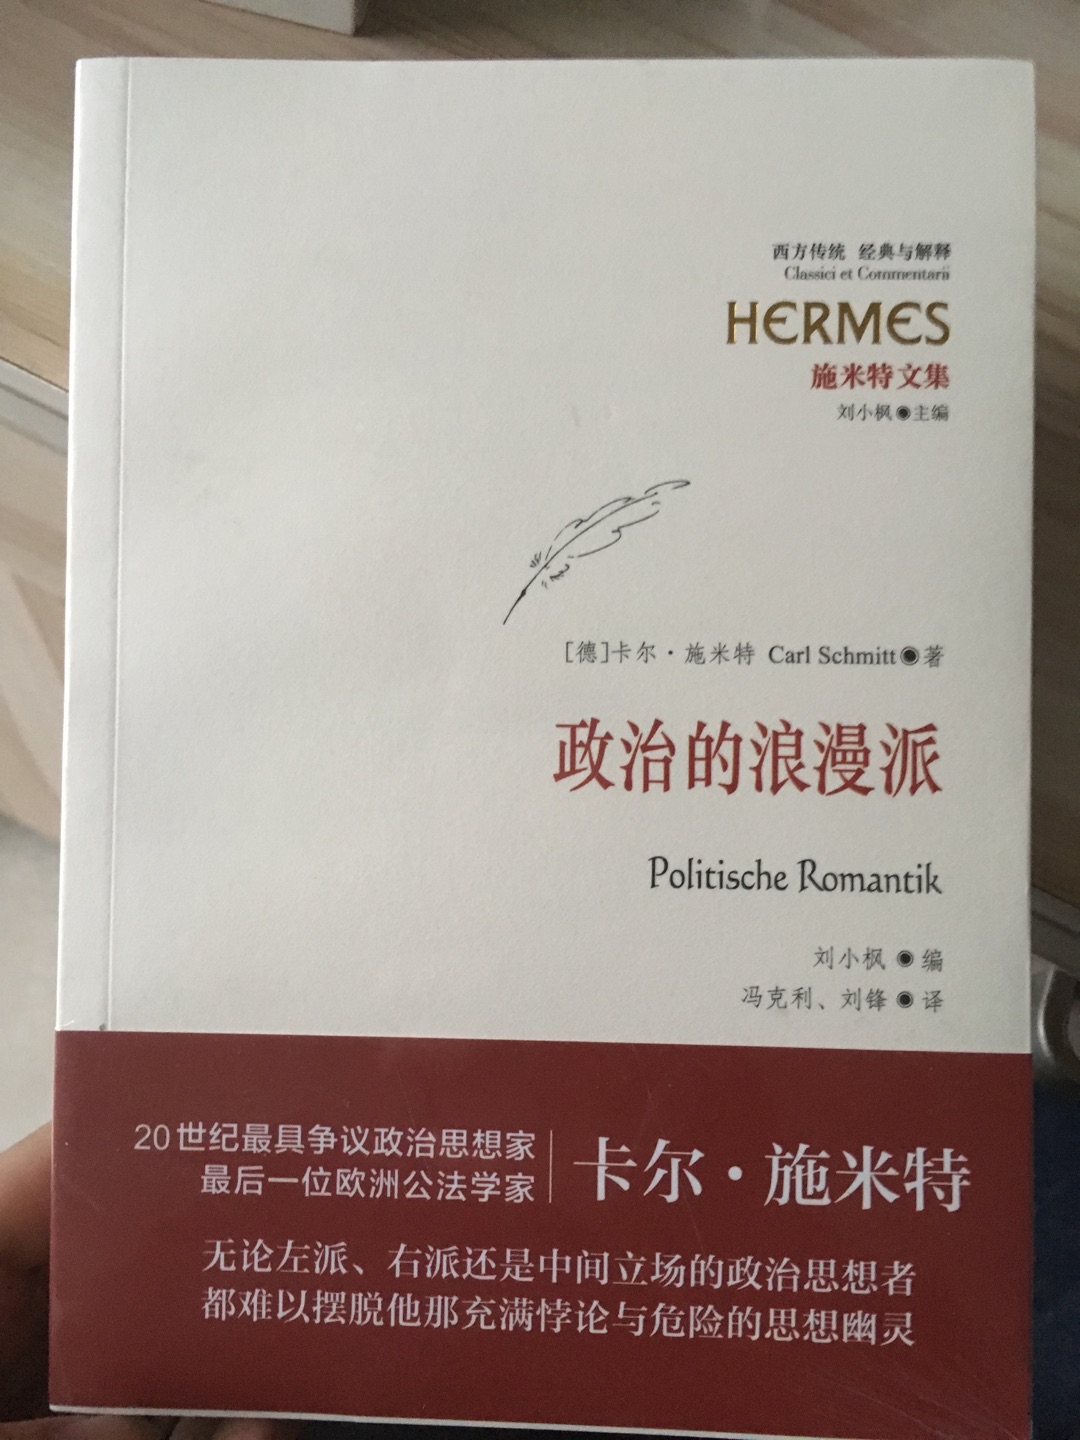 西方传统 经典与解释
Classici et Commentarii
HERMES
施米特文集
刘小枫◉主编
[德]卡尔·施米特 Carl Schmitt◉著
政治的浪漫派
Politische Romantik
刘小枫◉编
冯克利、刘锋◉译
20世纪最具争议政治思想家
最后一位欧洲公法学家
卡尔·施米特
无论左派、右派还是中间立场的政治思想者
都难以摆脱他那充满悖论与危险的思想幽灵